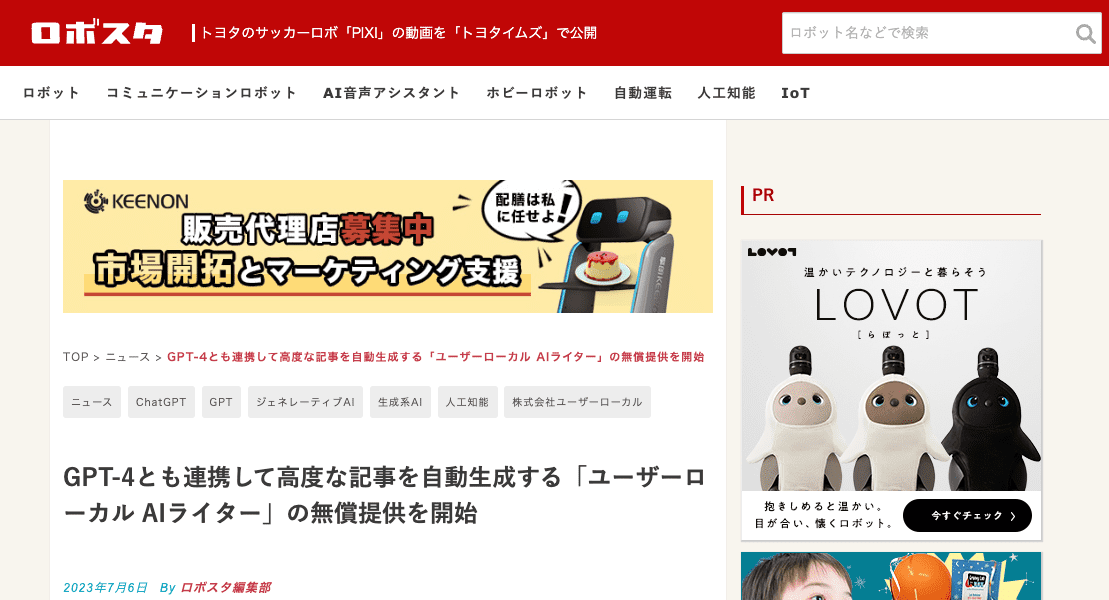 ロボスタ
トヨタのサッカーロボ「PIXI」の動画を「トヨタイムズ」で公開
ロボット名などで検索
ロボット コミュニケーションロボット AI音声アシスタント ホビーロボット 自動運転 人工知能 IoT
KEENON
販売代理店募集中
市場開拓とマーケティング支援
配膳は私
に任せよ!
TOP > ニュース > GPT-4とも連携して高度な記事を自動生成する「ユーザーローカル AIライター」の無償提供を開始
ニュース ChatGPT GPT ジェネレーティブAI 生成系AI 人工知能 株式会社ユーザーローカル
GPT-4とも連携して高度な記事を自動生成する「ユーザーロ
ーカル AIライター」の無償提供を開始
2023年7月6日 By ロボスタ編集部
PR
LOVOT
温かいテクノロジーと暮らそう
LOVOT
[らぼっと]
抱きしめると温かい。
目が合い、懐くロボット。
今すぐチェック 〉